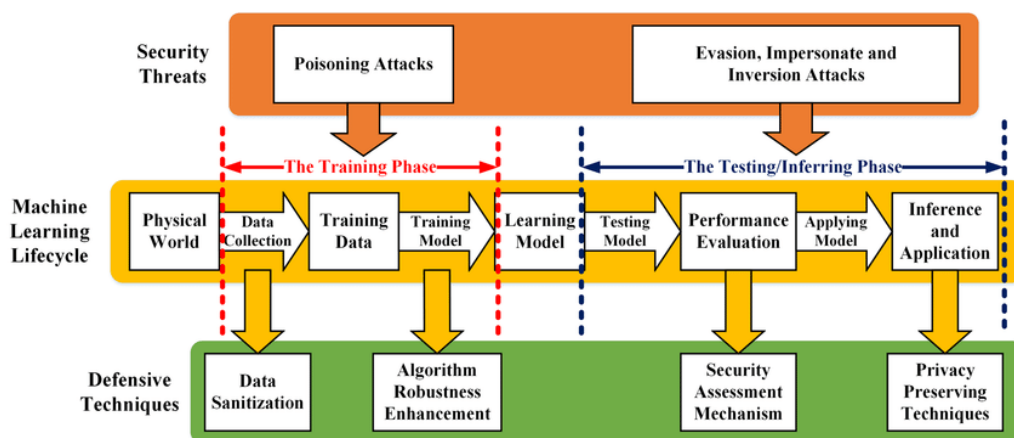 Security
Threats
Poisoning Attacks
Evasion, Impersonate and
Inversion Attacks
The Training Phase
The Testing/Inferring Phase
Machine
Learning
Lifecycle
Physical
World
Data
Collection
Training
Data
Training
Model
Learning
Model
Testing
Model
Performance
Evaluation
Applying
Model
Inference
and
Application
Defensive
Techniques
Data
Sanitization
Algorithm
Robustness
Enhancement
Security
Assessment
Mechanism
Privacy
Preserving
Techniques